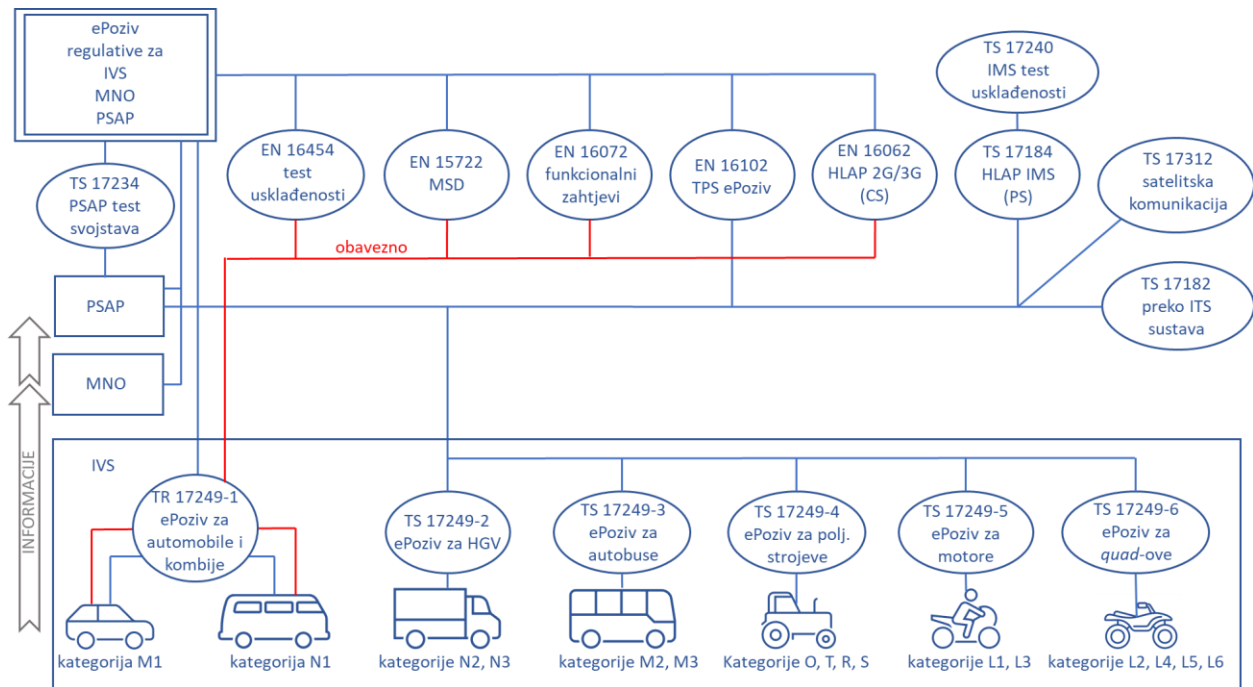 ePoziv
regulative za
IVS
MNO
PSAP
TS 17240
IMS test
usklađenosti
EN 16454
test
usklađenosti
EN 15722
MSD
EN 16072
funkcionalni
zahtjevi
EN 16102
TPS ePoziv
EN 16062
HLAP 2G/3G
(CS)
TS 17184
HLAP IMS
(PS)
TS 17312
satelitska
komunikacija
TS 17234
PSAP test
svojstava
obavezno
PSAP
TS 17182
preko ITS
sustava
MNO
INFORMACIJE
IVS
TR 17249-1
ePoziv za
automobile i
kombije
TS 17249-2
ePoziv za HGV
TS 17249-3
ePoziv za
autobuse
TS 17249-4
ePoziv za polj.
strojeve
TS 17249-5
ePoziv za
motore
TS 17249-6
ePoziv za
quad-ove
kategorija M1
kategorija N1
kategorije N2, N3
kategorije M2, M3
Kategorije O, T, R, S
kategorije L1, L3
kategorije L2, L4, L5, L6